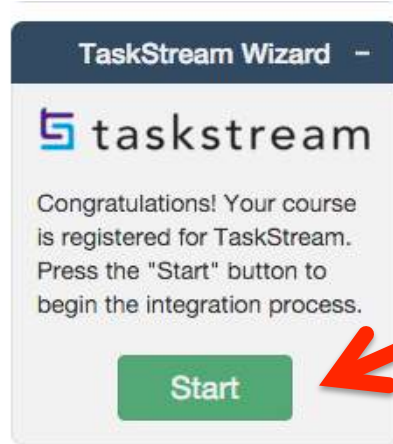 TaskStream Wizard –
taskstream
Congratulations! Your course
is registered for TaskStream.
Press the "Start" button to
begin the integration process.
Start